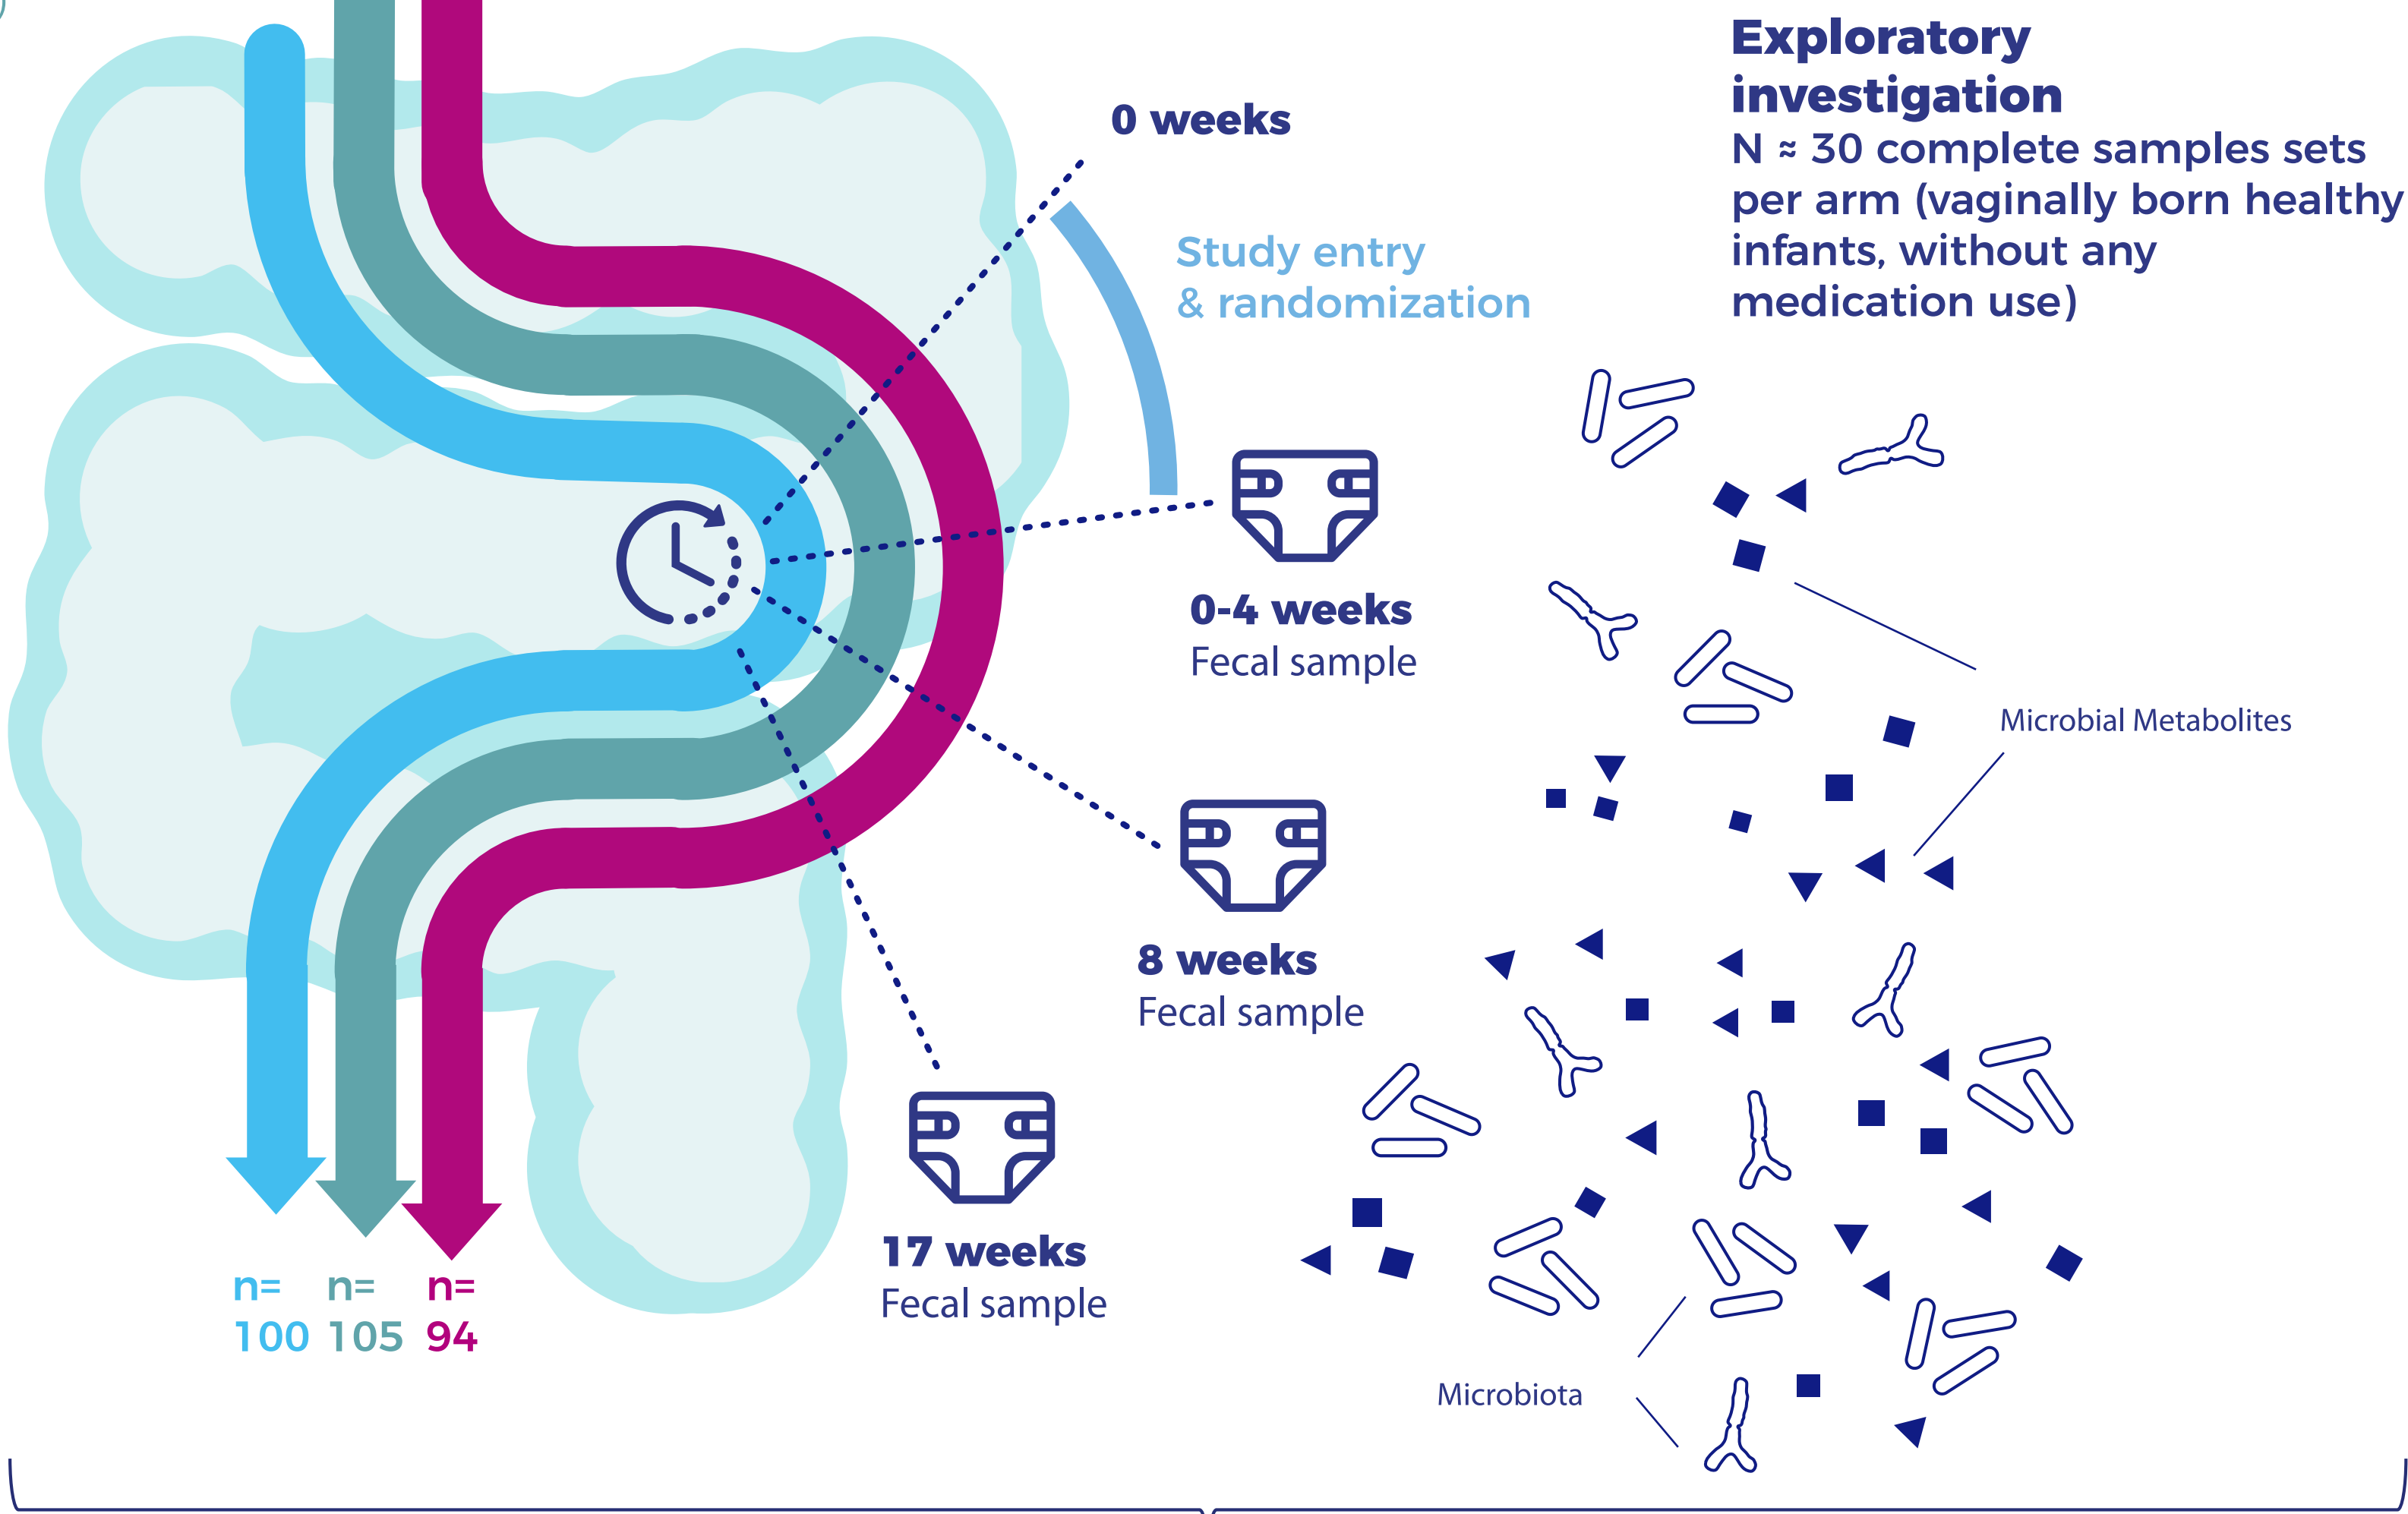 Exploratory
investigation
N ≈ 30 complete samples sets
per arm (vaginally born healthy
infants, without any
medication use)
0 weeks
Study entry
& randomization
0-4 weeks
Fecal sample
Microbial Metabolites
8 weeks
Fecal sample
17 weeks
Fecal sample
n=
100
n=
105
n=
94
Microbiota